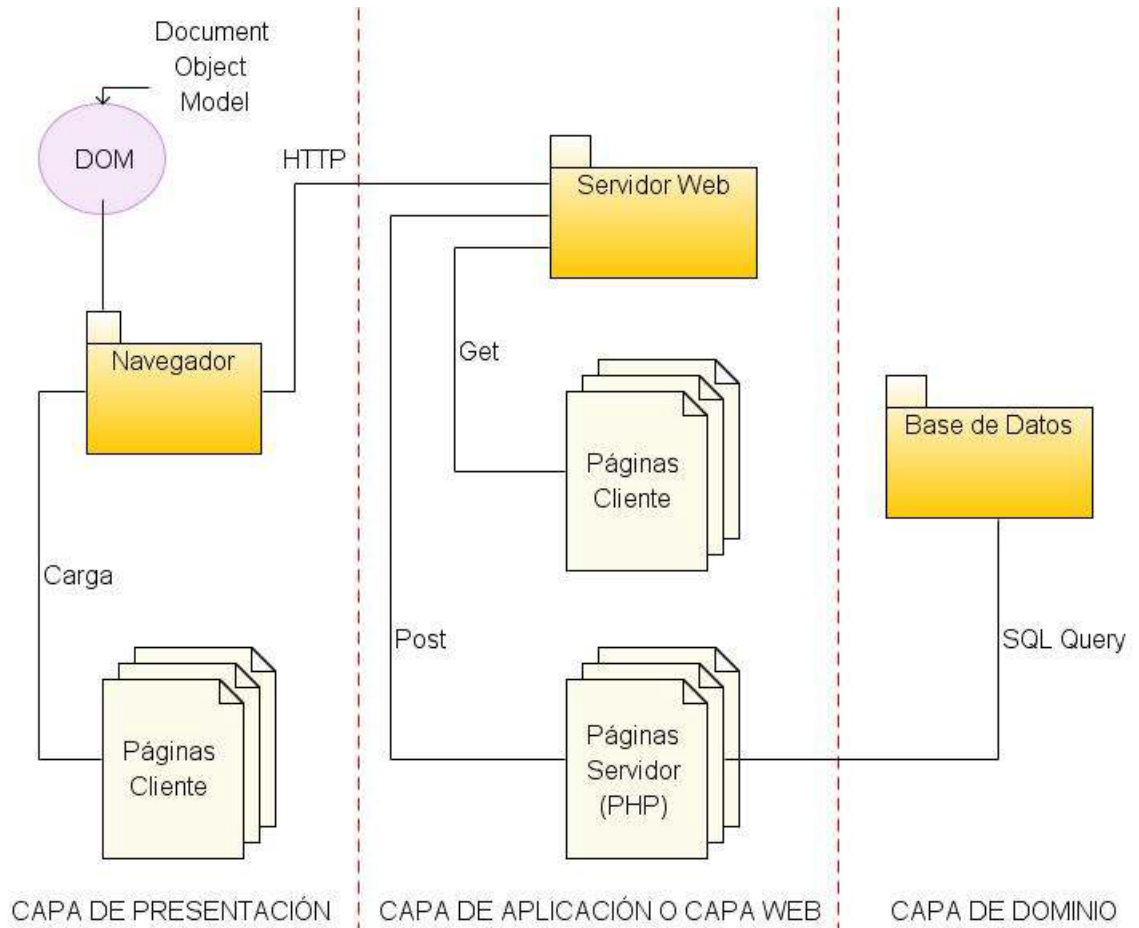 Document
Object
Model
DOM
HTTP
Servidor Web
Navegador
Get
Páginas
Cliente
Base de Datos
Carga
Post
SQL Query
Páginas
Cliente
Páginas
Servidor
(PHP)
CAPA DE PRESENTACIÓN
CAPA DE APLICACIÓN O CAPA WEB
CAPA DE DOMINIO